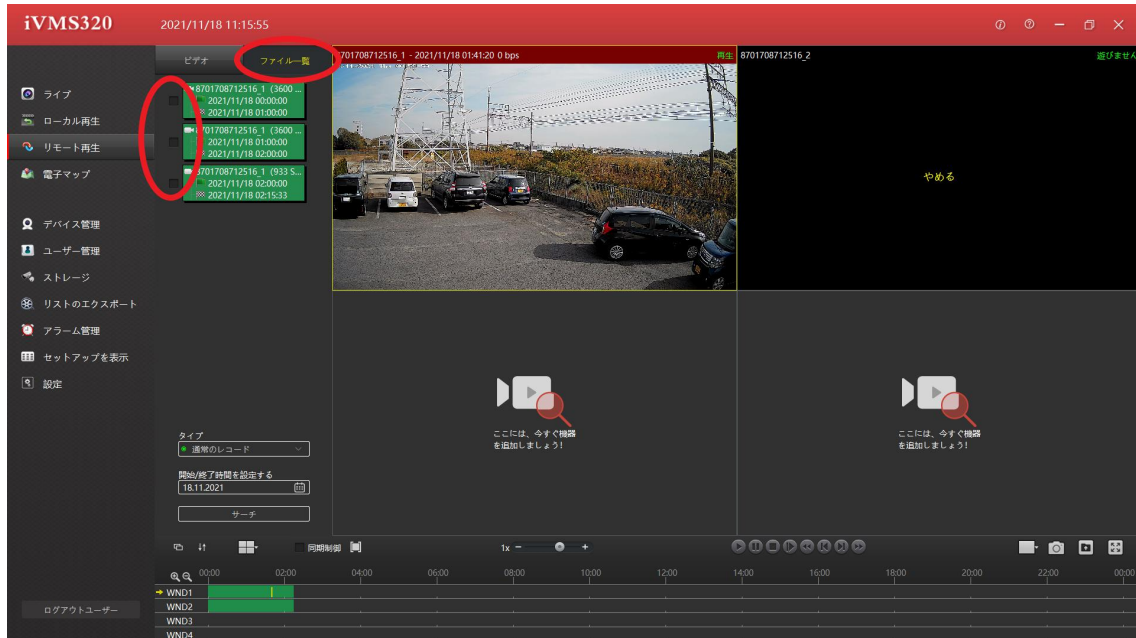 iVMS320
2021/11/18 11:15:55
ビデオ
ファイル一覧
8701708712516_1 (3600 ...
2021/11/18 00:00:00
2021/11/18 01:00:00
8701708712516_1 (3600 ...
2021/11/18 01:00:00
2021/11/18 02:00:00
8701708712516_1 (933 S...
2021/11/18 02:00:00
2021/11/18 02:15:33
8701708712516_1 - 2021/11/18 01:41:20 0 bps
再生
8701708712516_2
遊びません
やめる
ライブ
ローカル再生
リモート再生
電子マップ
デバイス管理
ユーザー管理
ストレージ
リストのエクスポート
アラーム管理
セットアップを表示
設定
ログアウトユーザー
タイプ
通常のレコード
開始/終了時間を設定する
18.11.2021
サーチ
ここには、今すぐ機器
を追加しましょう!
ここには、今すぐ機器
を追加しましょう!
同期制御
1x
00:00 02:00 04:00 06:00 08:00 10:00 12:00 14:00 16:00 18:00 20:00 22:00 00:00
WND1
WND2
WND3
WND4